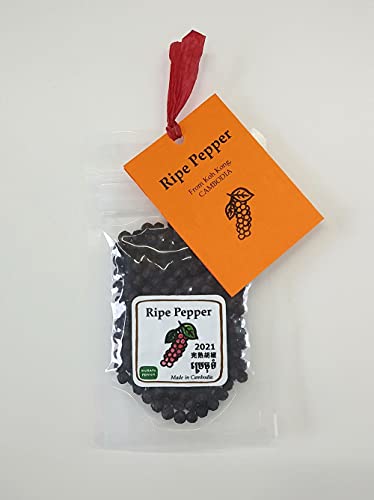 Ripe Pepper
From Koh Kong,
CAMBODIA
Ripe Pepper
2021
完熟胡椒
Made in Cambodia